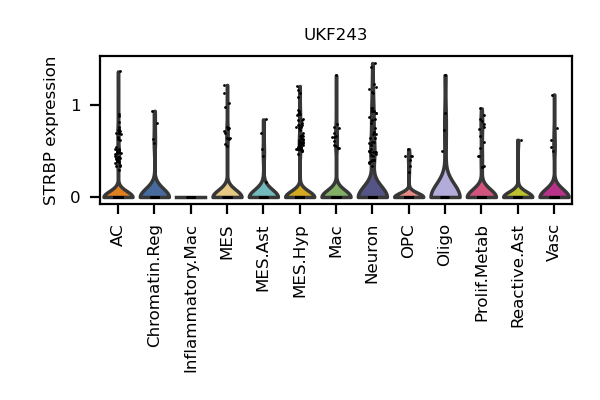 UKF243
STRBP expression
1
0
AC
Chromatin.Reg
Inflammatory.Mac
MES
MES.Ast
MES.Hyp
Mac
Neuron
OPC
Oligo
Prolif.Metab
Reactive.Ast
Vasc